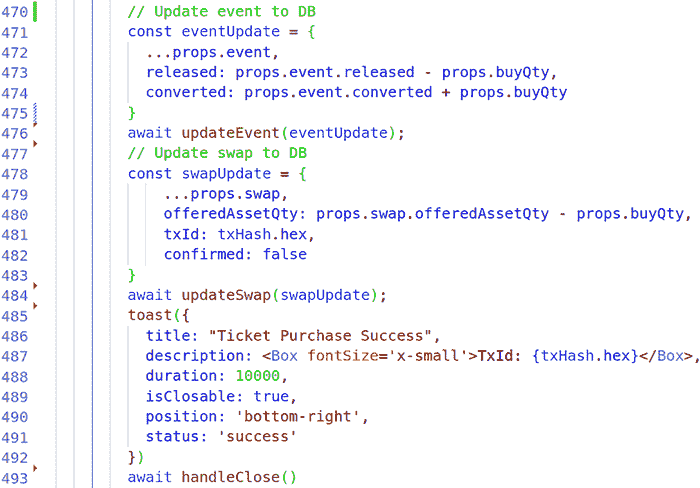 470 // Update event to DB
471 const eventUpdate = {
472 ...props.event,
473 released: props.event.released - props.buyQty,
474 converted: props.event.converted + props.buyQty
475 }
476 await updateEvent(eventUpdate);
477 // Update swap to DB
478 const swapUpdate = {
479 ...props.swap,
480 offeredAssetQty: props.swap.offeredAssetQty - props.buyQty,
481 txId: txHash.hex,
482 confirmed: false
483 }
484 await updateSwap(swapUpdate);
485 toast({
486 title: "Ticket Purchase Success",
487 description: <Box fontSize='x-small'>TxId: {txHash.hex}</Box>,
488 duration: 10000,
489 isClosable: true,
490 position: 'bottom-right',
491 status: 'success'
492 })
493 await handleClose()